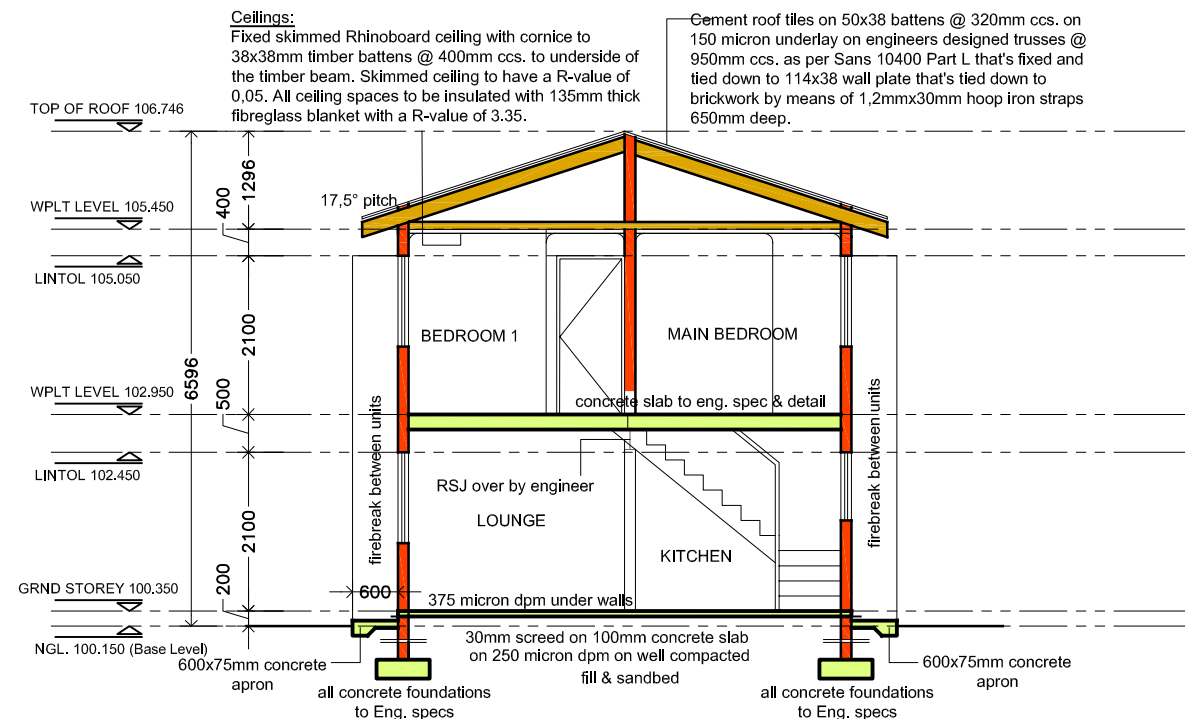 Ceilings:
Fixed skimmed Rhinoboard ceiling with cornice to
38x38mm timber battens @ 400mm ccs. to underside of
the timber beam. Skimmed ceiling to have a R-value of
0,05. All ceiling spaces to be insulated with 135mm thick
fibreglass blanket with a R-value of 3.35.
Cement roof tiles on 50x38 battens @ 320mm ccs. on
150 micron underlay on engineers designed trusses @
950mm ccs. as per Sans 10400 Part L that's fixed and
tied down to 114x38 wall plate that's tied down to
brickwork by means of 1,2mmx30mm hoop iron straps
650mm deep.
TOP OF ROOF 106.746
1296
17,5° pitch
WPLT LEVEL 105.450
400
LINTOL 105.050
2100
BEDROOM 1
MAIN BEDROOM
6596
WPLT LEVEL 102.950
500
concrete slab to eng. spec & detail
firebreak between units
firebreak between units
LINTOL 102.450
RSJ over by engineer
LOUNGE
2100
KITCHEN
GRND STOREY 100.350
200
600
375 micron dpm under walls
NGL. 100.150 (Base Level)
30mm screed on 100mm concrete slab
on 250 micron dpm on well compacted
fill & sandbed
600x75mm concrete
apron
600x75mm concrete
apron
all concrete foundations
to Eng. specs
all concrete foundations
to Eng. specs